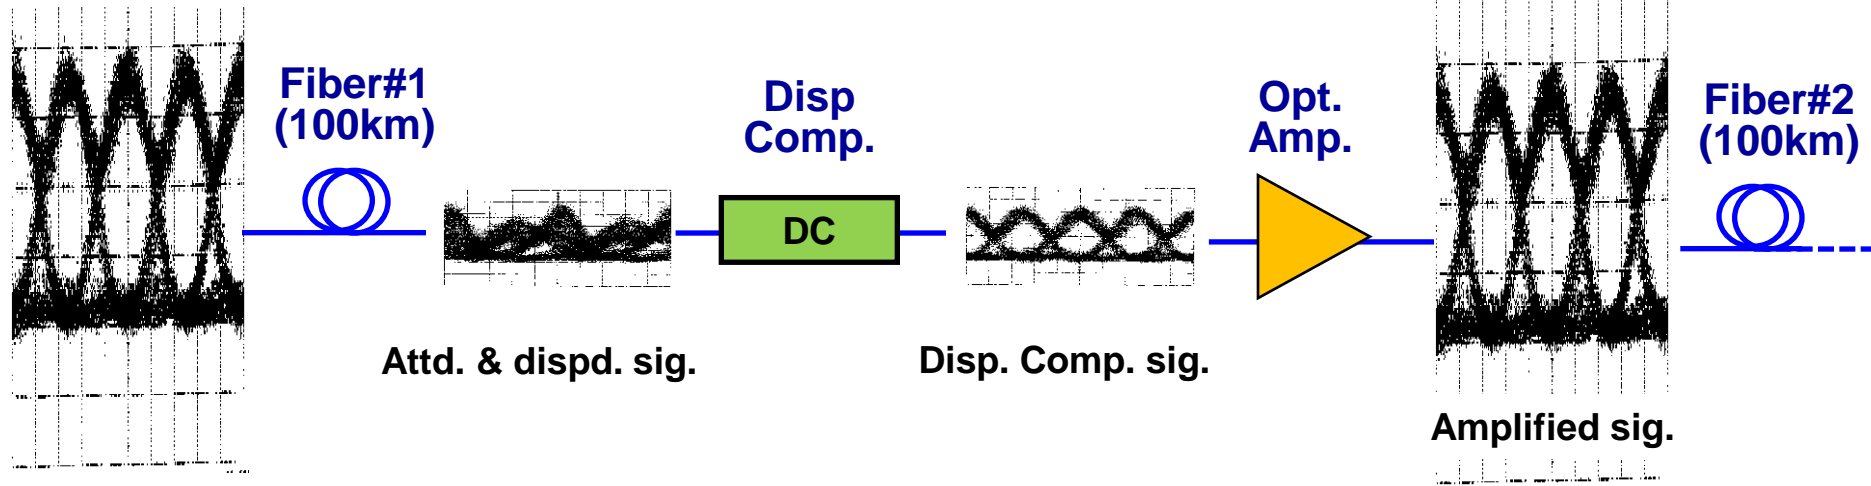 Fiber#1
(100km)
Attd. & dispd. sig.
Disp
Comp.
DC
Disp. Comp. sig.
Opt.
Amp.
Amplified sig.
Fiber#2
(100km)